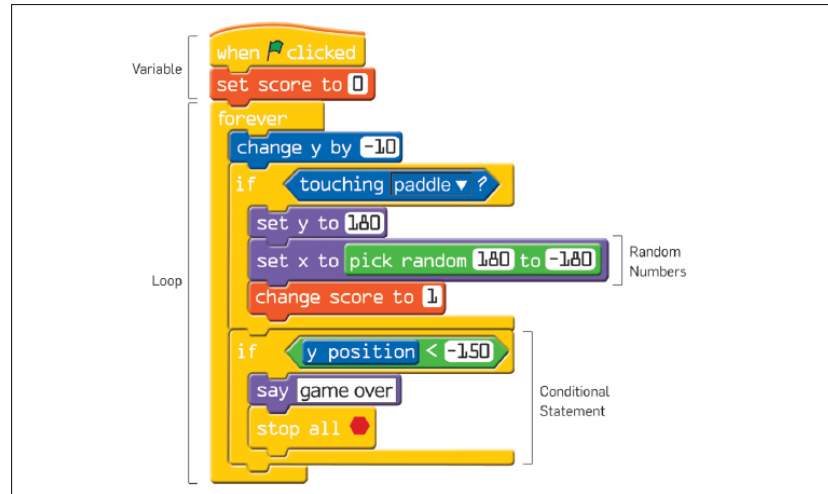 when clicked
Variable
set score to 0
forever
change y by -10
if touching paddle ?
set y to 180
set x to pick random 180 to -180
Random
Numbers
Loop
change score to 1
if y position < -150
say game over
Conditional
Statement
stop all